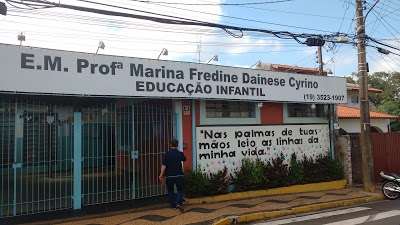 E.M. Profª Marina Fredine Dainese Cyrino
EDUCAÇÃO INFANTIL
(19) 3523-1907
"Nas palmas de tuas
mãos leio as linhas da
minha vida.